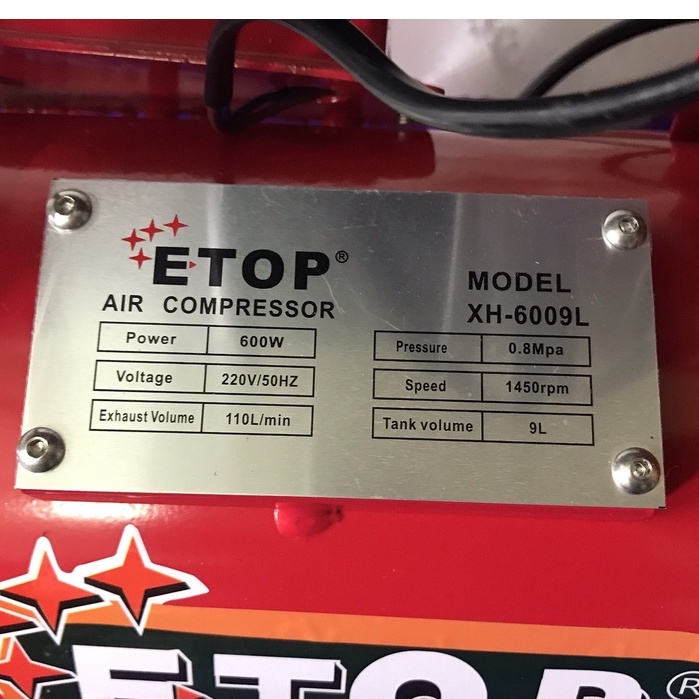 ETOP®
AIR COMPRESSOR
Power 600W
Voltage 220V/50HZ
Exhaust Volume 110L/min
MODEL
XH-6009L
Pressure 0.8Mpa
Speed 1450rpm
Tank volume 9L
ETOP®